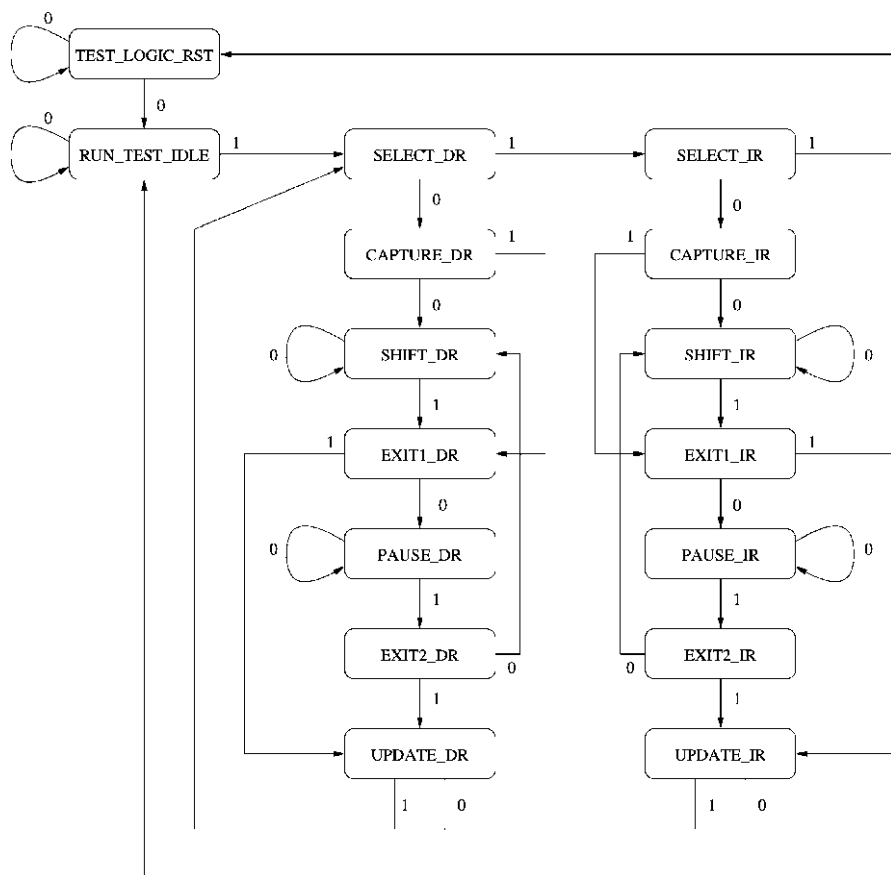 0
TEST_LOGIC_RST
0
0
RUN_TEST_IDLE 1 SELECT_DR 1 SELECT_IR 1
0 0
CAPTURE_DR 1 1 CAPTURE_IR
0 0
0 SHIFT_DR SHIFT_IR 0
1 1
1 EXIT1_DR EXIT1_IR 1
0 0
0 PAUSE_DR PAUSE_IR 0
1 1
EXIT2_DR 0 0 EXIT2_IR
1 1
UPDATE_DR UPDATE_IR
1 0 1 0